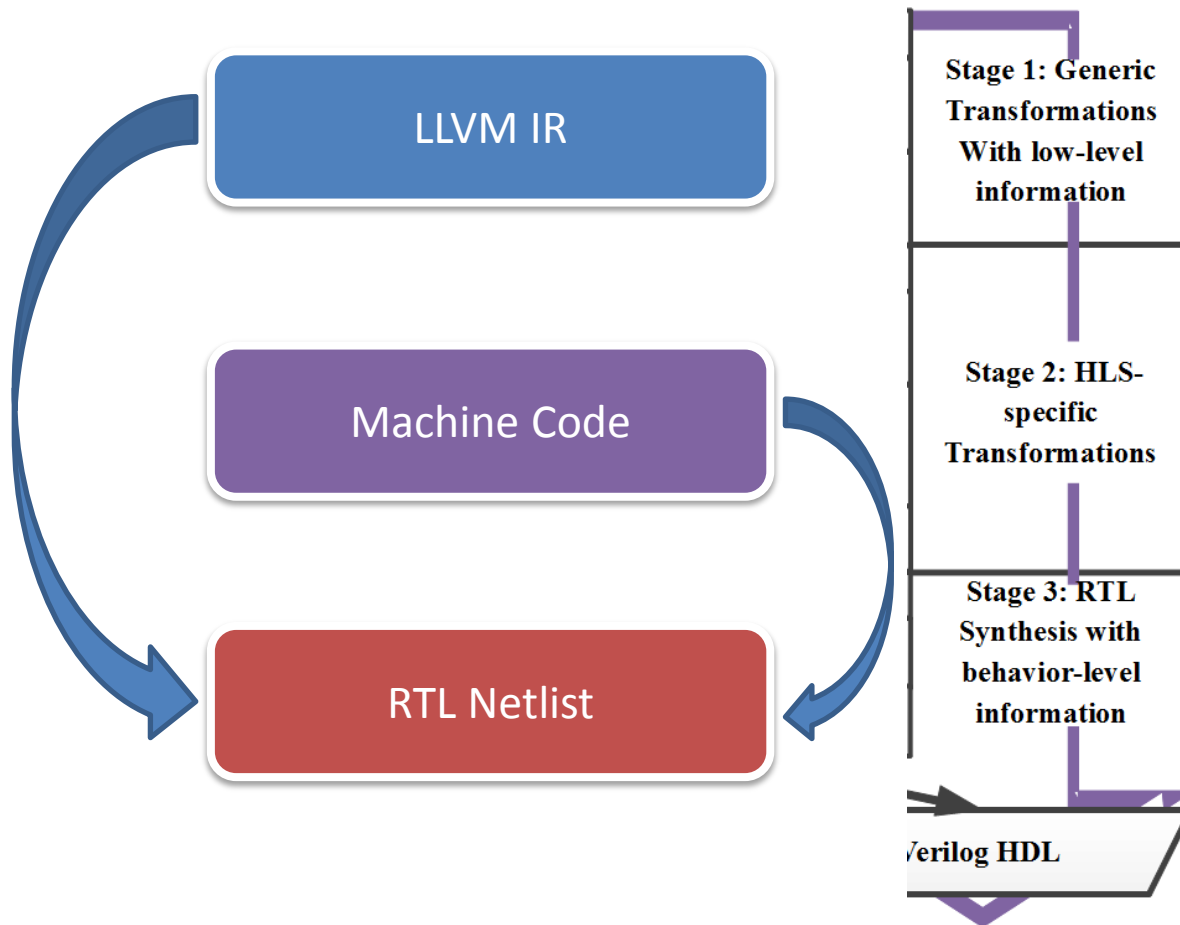 LLVM IR
Machine Code
RTL Netlist
Stage 1: Generic
Transformations
With low-level
information
Stage 2: HLS-
specific
Transformations
Stage 3: RTL
Synthesis with
behavior-level
information
Verilog HDL